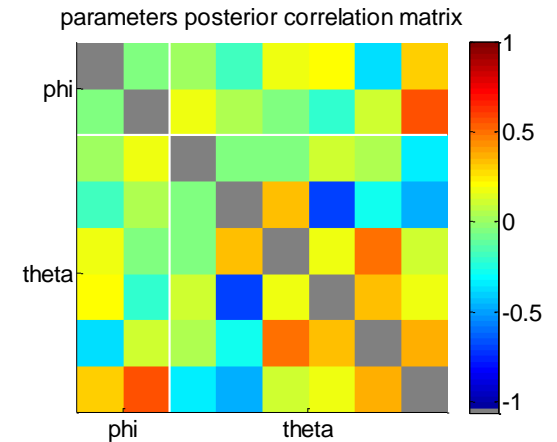 parameters posterior correlation matrix
phi
theta
phi
theta
1
0.5
0
-0.5
-1